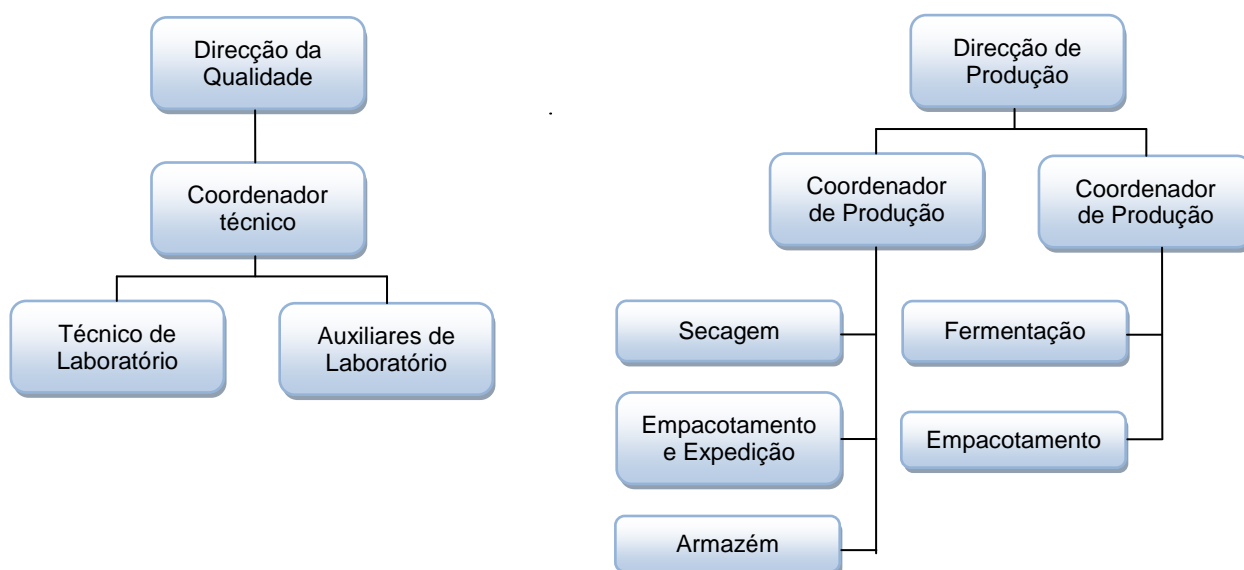 Direcção da
Qualidade
Coordenador
técnico
Técnico de
Laboratório
Auxiliares de
Laboratório
Direcção de
Produção
Coordenador
de Produção
Coordenador
de Produção
Secagem
Empacotamento
e Expedição
Armazém
Fermentação
Empacotamento